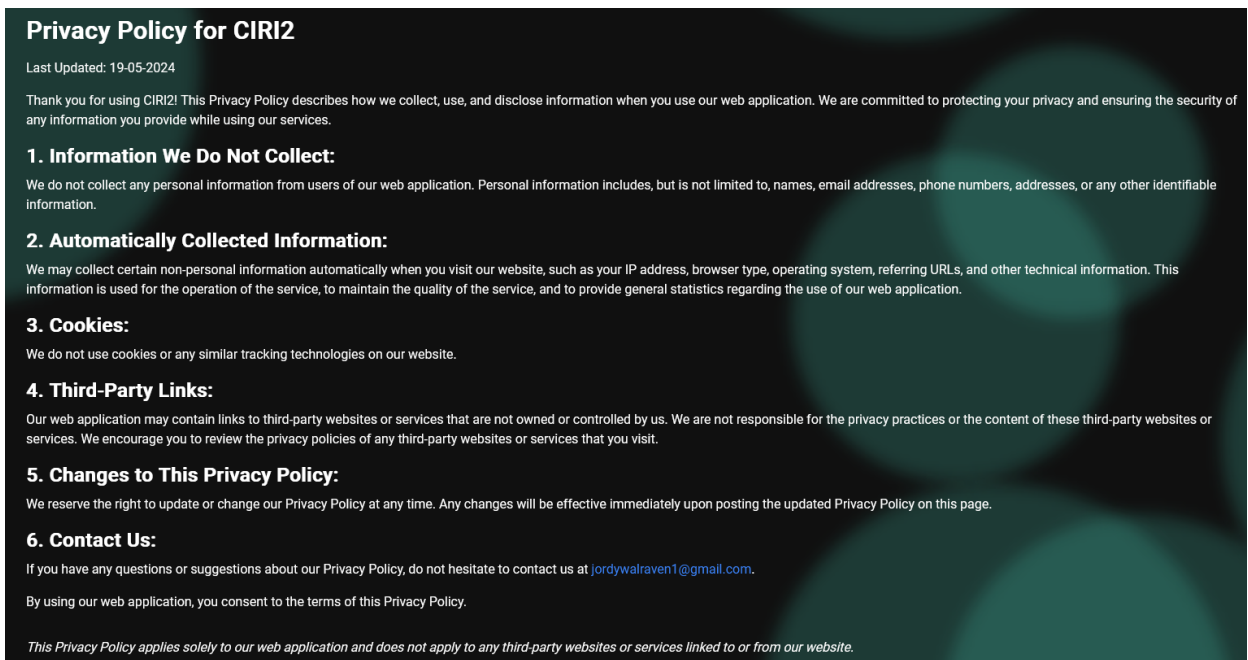 Privacy Policy for CIRI2
Last Updated: 19-05-2024
Thank you for using CIRI2! This Privacy Policy describes how we collect, use, and disclose information when you use our web application. We are committed to protecting your privacy and ensuring the security of
any information you provide while using our services.
1. Information We Do Not Collect:
We do not collect any personal information from users of our web application. Personal information includes, but is not limited to, names, email addresses, phone numbers, addresses, or any other identifiable
information.
2. Automatically Collected Information:
We may collect certain non-personal information automatically when you visit our website, such as your IP address, browser type, operating system, referring URLs, and other technical information. This
information is used for the operation of the service, to maintain the quality of the service, and to provide general statistics regarding the use of our web application.
3. Cookies:
We do not use cookies or any similar tracking technologies on our website.
4. Third-Party Links:
Our web application may contain links to third-party websites or services that are not owned or controlled by us. We are not responsible for the privacy practices or the content of these third-party websites or
services. We encourage you to review the privacy policies of any third-party websites or services that you visit.
5. Changes to This Privacy Policy:
We reserve the right to update or change our Privacy Policy at any time. Any changes will be effective immediately upon posting the updated Privacy Policy on this page.
6. Contact Us:
If you have any questions or suggestions about our Privacy Policy, do not hesitate to contact us at jordywalraven1@gmail.com.
By using our web application, you consent to the terms of this Privacy Policy.
This Privacy Policy applies solely to our web application and does not apply to any third-party websites or services linked to or from our website.